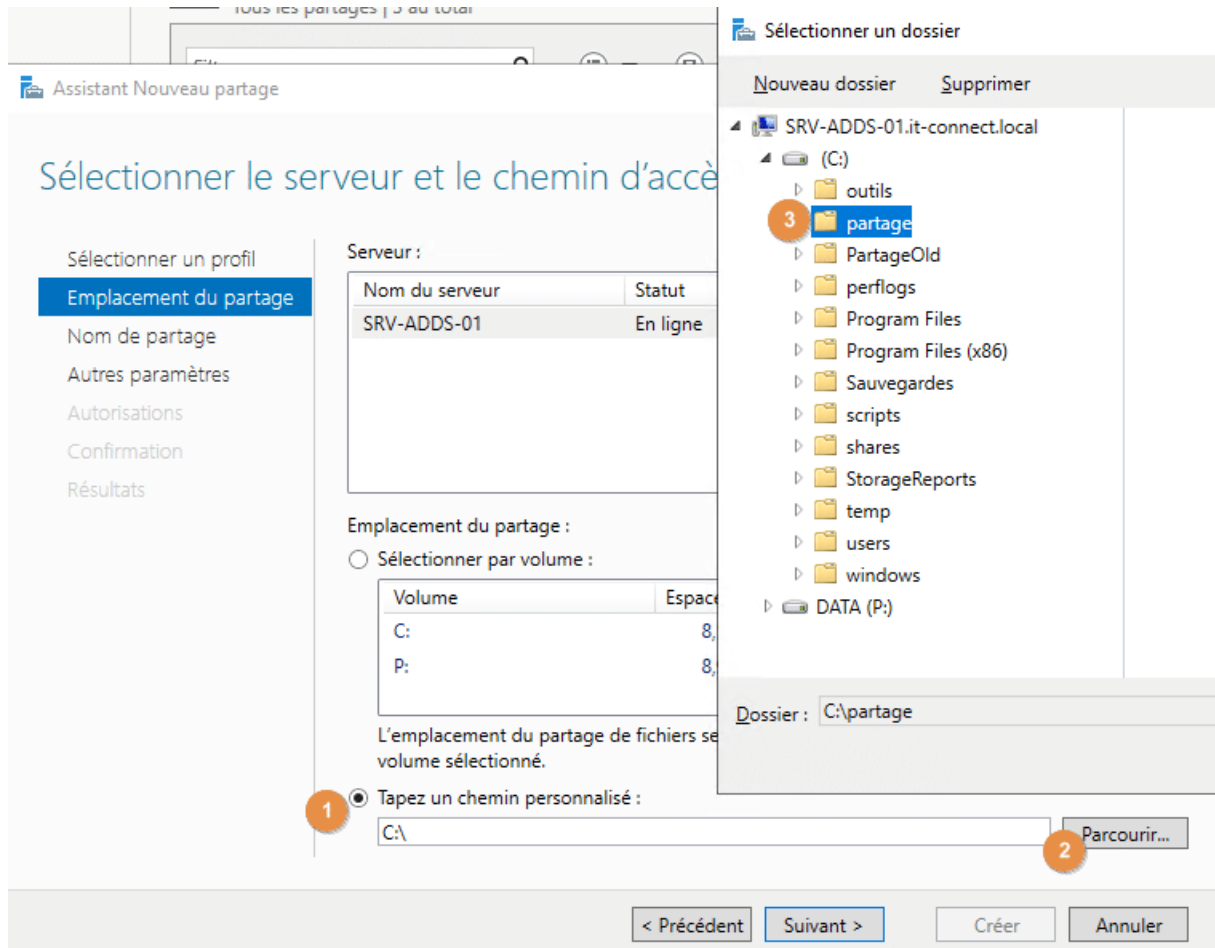 Tous les partages | 3 au total
Assistant Nouveau partage
Sélectionner le serveur et le chemin d'accè
Sélectionner un profil
Emplacement du partage
Nom de partage
Autres paramètres
Autorisations
Confirmation
Résultats
Serveur :
Nom du serveur Statut
SRV-ADDS-01 En ligne
Emplacement du partage :
Sélectionner par volume :
Volume Espace
C: 8,
P: 8,
L'emplacement du partage de fichiers se
volume sélectionné.
1
Tapez un chemin personnalisé :
C:\
Parcourir...
2
< Précédent Suivant > Créer Annuler
Sélectionner un dossier
Nouveau dossier Supprimer
SRV-ADDS-01.it-connect.local
(C:)
outils
3 partage
PartageOld
perflogs
Program Files
Program Files (x86)
Sauvegardes
scripts
shares
StorageReports
temp
users
windows
DATA (P:)
Dossier : C:\partage